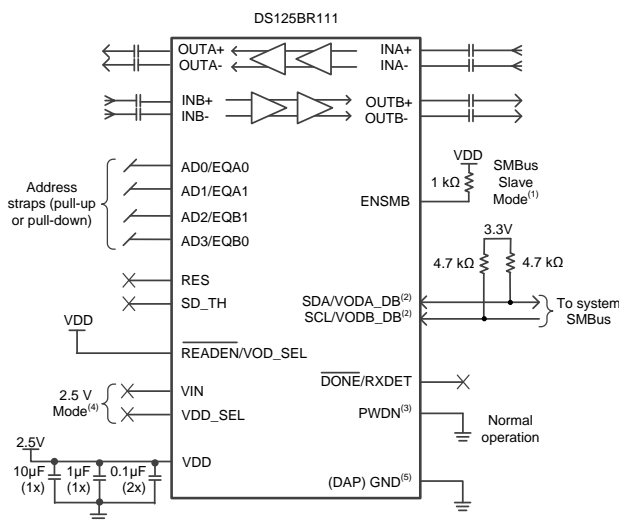 DS125BR111
OUTA+
OUTA-
INA+
INA-
INB+
INB-
OUTB+
OUTB-
Address
straps (pull-up
or pull-down)
AD0/EQA0
AD1/EQA1
AD2/EQB1
AD3/EQB0
VDD
1 kΩ
SMBus
Slave
Mode(1)
ENSMB
3.3V
4.7 kΩ
4.7 kΩ
RES
SD_TH
SDA/VODA_DB(2)
SCL/VODB_DB(2)
To system
SMBus
VDD
READEN/VOD_SEL
2.5 V
Mode(4)
VIN
VDD_SEL
DONE/RXDET
PWDN(3)
Normal
operation
2.5V
VDD
10µF
(1x)
1µF
(1x)
0.1µF
(2x)
(DAP) GND(5)